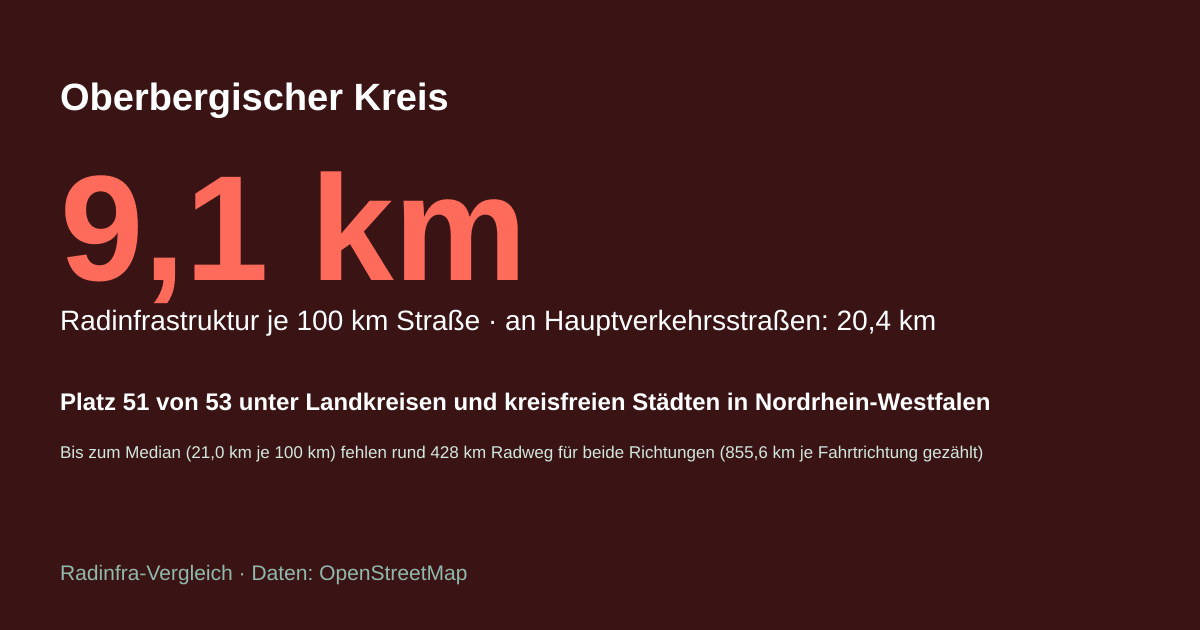 Oberbergischer Kreis
9,1 km
Radinfrastruktur je 100 km Straße · an Hauptverkehrsstraßen: 20,4 km
Platz 51 von 53 unter Landkreisen und kreisfreien Städten in Nordrhein-Westfalen
Bis zum Median (21,0 km je 100 km) fehlen rund 428 km Radweg für beide Richtungen (855,6 km je Fahrtrichtung gezählt)
Radinfra-Vergleich · Daten: OpenStreetMap